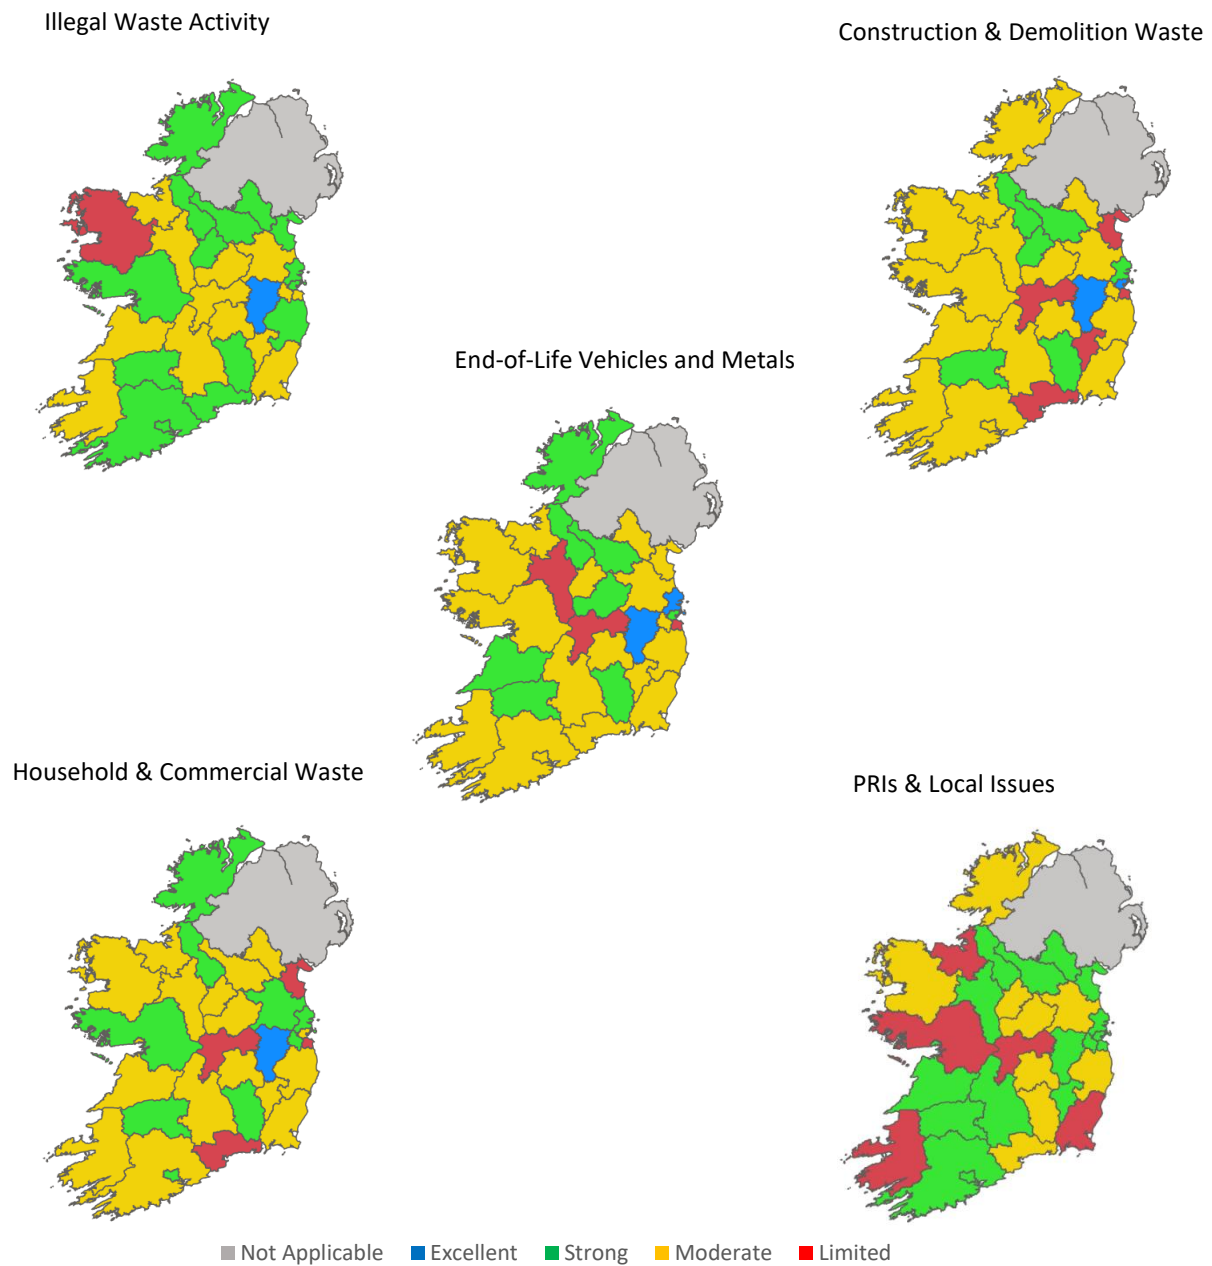 Illegal Waste Activity
Construction & Demolition Waste
End-of-Life Vehicles and Metals
Household & Commercial Waste
PRIs & Local Issues
Not Applicable Excellent Strong Moderate Limited